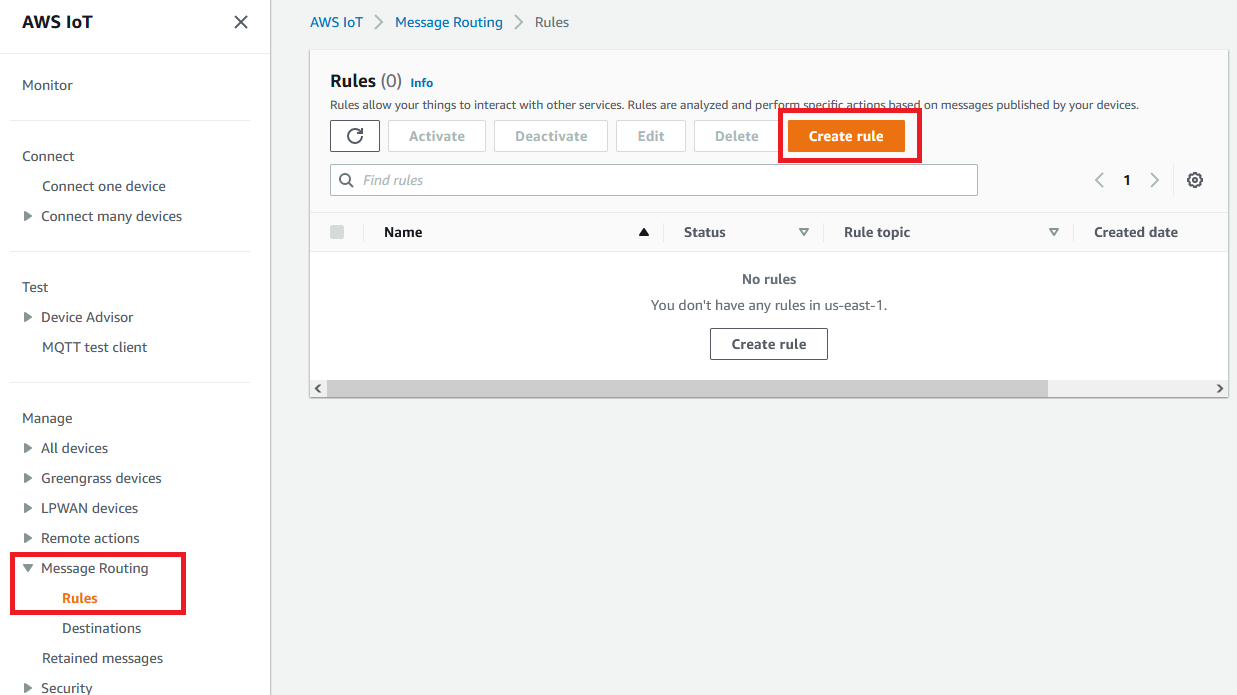 AWS IoT
Monitor
Connect
Connect one device
Connect many devices
Test
Device Advisor
MQTT test client
Manage
All devices
Greengrass devices
LPWAN devices
Remote actions
Message Routing
Rules
Destinations
Retained messages
Security
AWS IoT Message Routing Rules
Rules (0) Info
Rules allow your things to interact with other services. Rules are analyzed and perform specific actions based on messages published by your devices.
Activate Deactivate Edit Delete Create rule
Find rules 1
Name Status Rule topic Created date
No rules
You don't have any rules in us-east-1.
Create rule